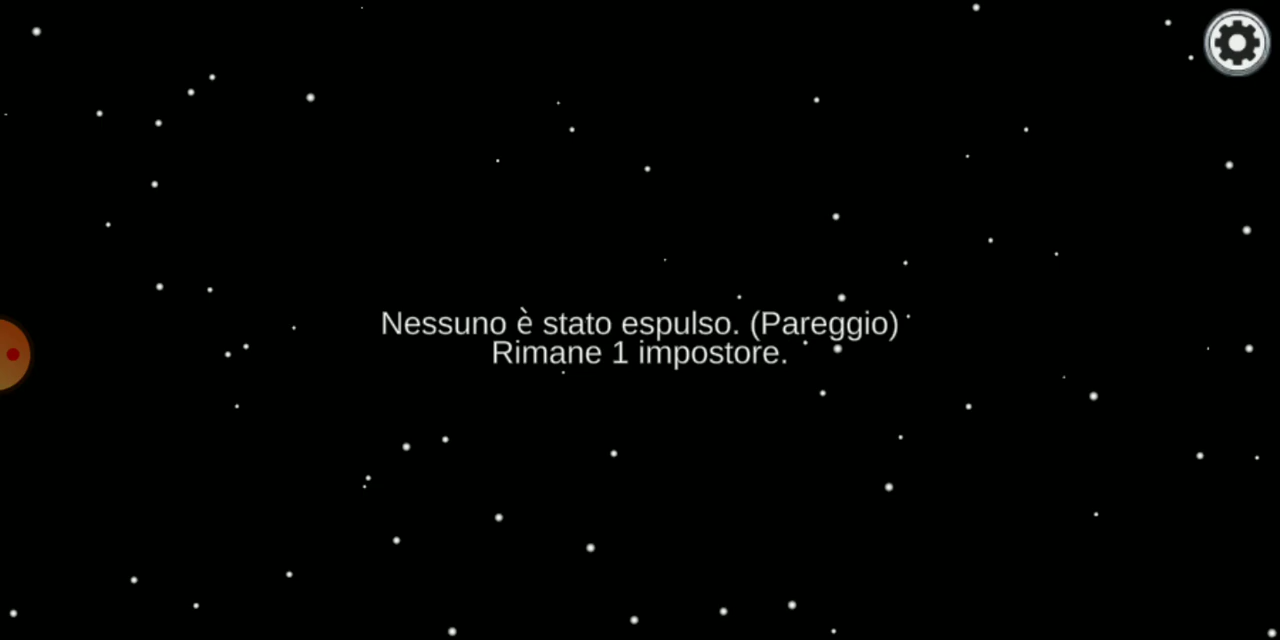 Nessuno è stato espulso. (Pareggio)
Rimane 1 impostore.